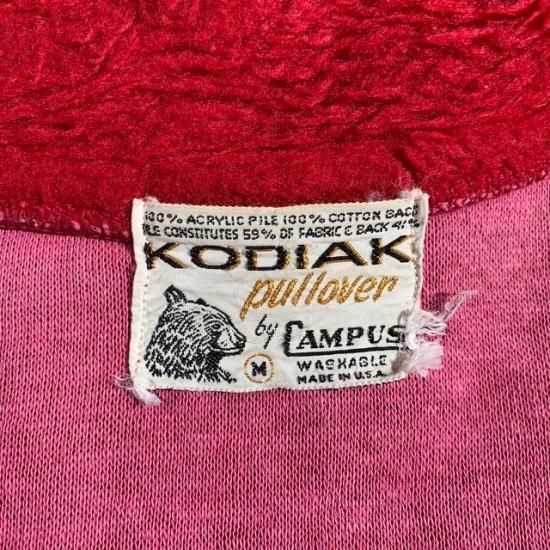 100% ACRYLIC PILE 100% COTTON BACK
PILE CONSTITUTES 59% OF FABRIC & BACK 41%
KODIAK
pullover
by CAMPUS
M
WASHABLE
MADE IN U.S.A.